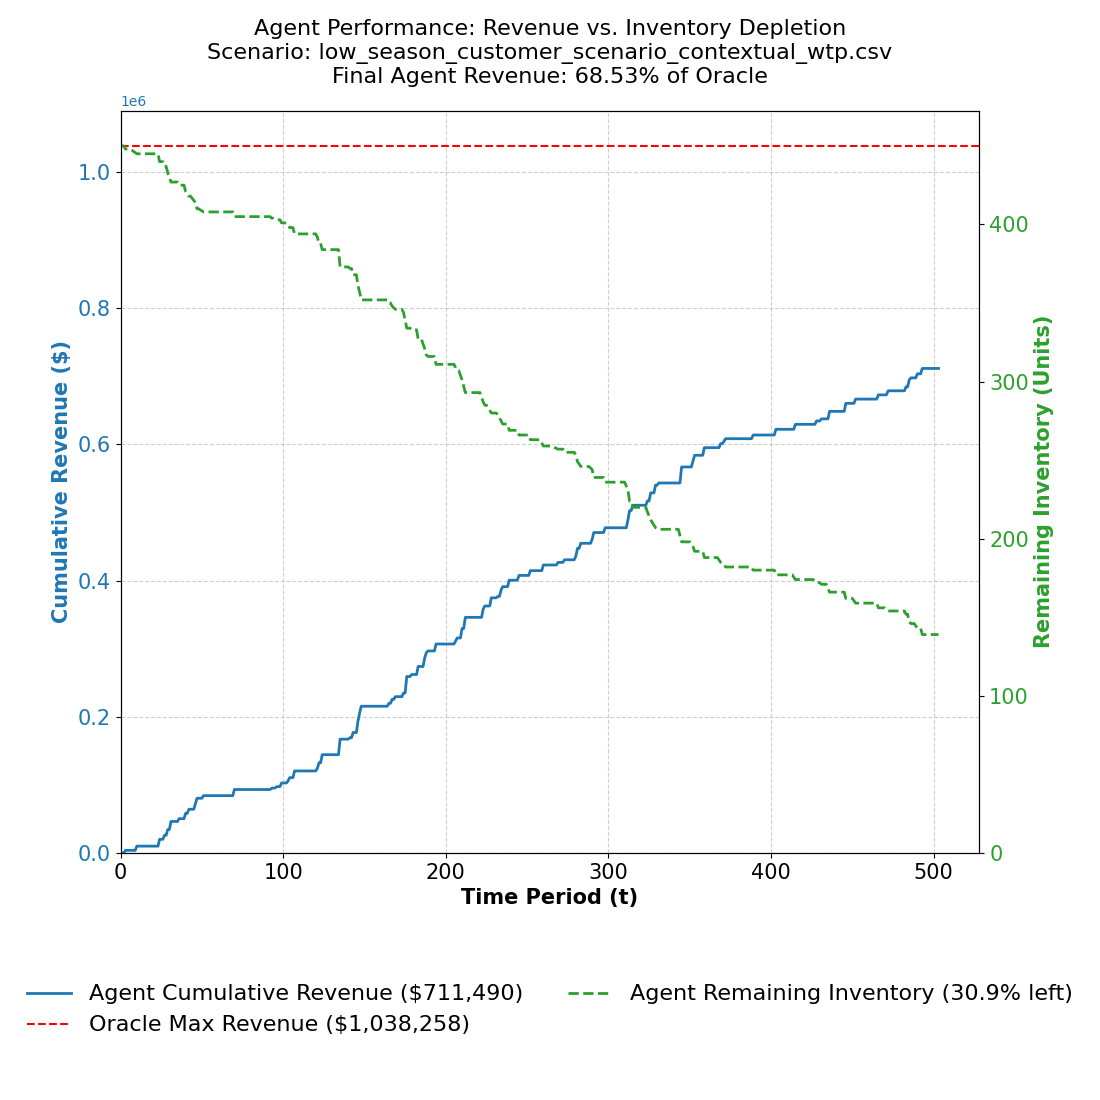 Agent Performance: Revenue vs. Inventory Depletion
Scenario: low_season_customer_scenario_contextual_wtp.csv
Final Agent Revenue: 68.53% of Oracle
1e6
1.0
0.8
0.6
0.4
0.2
0.0
Cumulative Revenue ($)
400
300
200
100
0
Remaining Inventory (Units)
0 100 200 300 400 500
Time Period (t)
Agent Cumulative Revenue ($711,490)
Oracle Max Revenue ($1,038,258)
Agent Remaining Inventory (30.9% left)